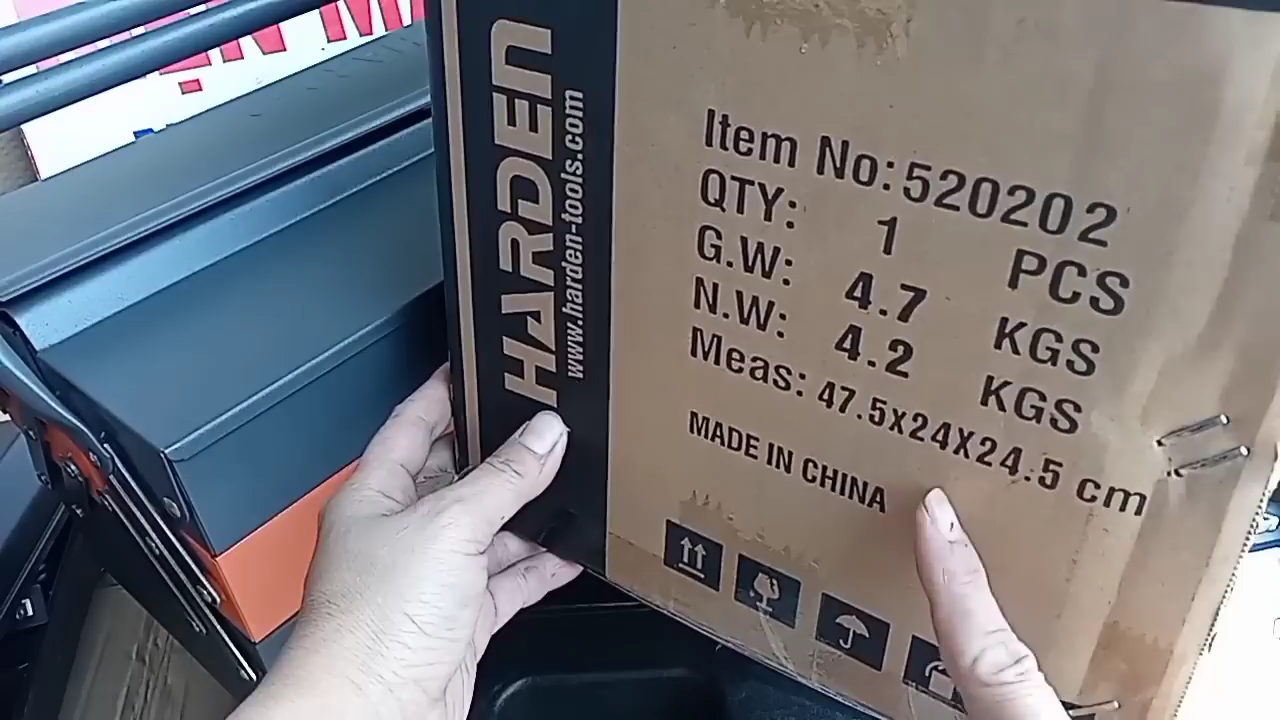 HARDEN
www.harden-tools.com
Item No:520202
QTY: 1 PCS
G.W: 4.7 KGS
N.W: 4.2 KGS
Meas: 47.5X24X24.5 cm
MADE IN CHINA